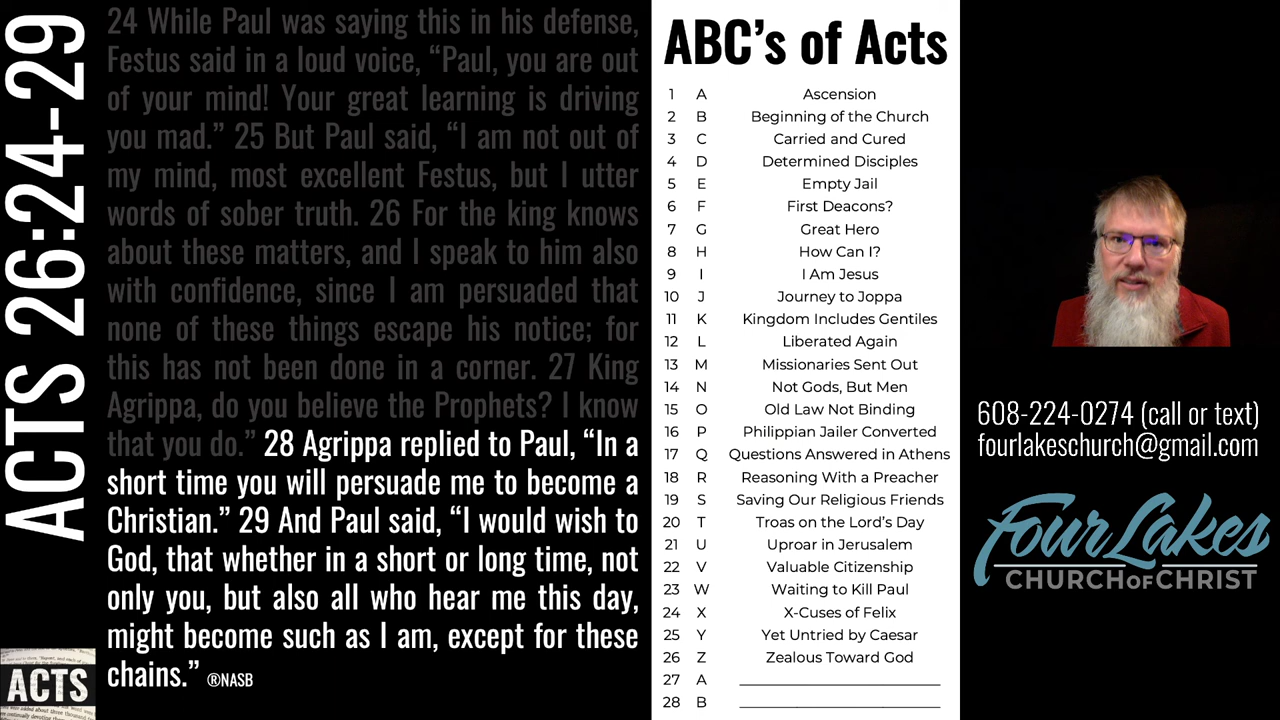 ACTS 26:24-29
24 While Paul was saying this in his defense,
Festus said in a loud voice, “Paul, you are out
of your mind! Your great learning is driving
you mad.” 25 But Paul said, “I am not out of
my mind, most excellent Festus, but I utter
words of sober truth. 26 For the king knows
about these matters, and I speak to him also
with confidence, since I am persuaded that
none of these things escape his notice; for
this has not been done in a corner. 27 King
Agrippa, do you believe the Prophets? I know
that you do.” 28 Agrippa replied to Paul, “In a
short time you will persuade me to become a
Christian.” 29 And Paul said, “I would wish to
God, that whether in a short or long time, not
only you, but also all who hear me this day,
might become such as I am, except for these
chains.” ®NASB
ACTS
ABC’s of Acts
1 A Ascension
2 B Beginning of the Church
3 C Carried and Cured
4 D Determined Disciples
5 E Empty Jail
6 F First Deacons?
7 G Great Hero
8 H How Can I?
9 I I Am Jesus
10 J Journey to Joppa
11 K Kingdom Includes Gentiles
12 L Liberated Again
13 M Missionaries Sent Out
14 N Not Gods, But Men
15 O Old Law Not Binding
16 P Philippian Jailer Converted
17 Q Questions Answered in Athens
18 R Reasoning With a Preacher
19 S Saving Our Religious Friends
20 T Troas on the Lord’s Day
21 U Uproar in Jerusalem
22 V Valuable Citizenship
23 W Waiting to Kill Paul
24 X X-Cuses of Felix
25 Y Yet Untried by Caesar
26 Z Zealous Toward God
27 A
28 B
608-224-0274 (call or text)
fourlakeschurch@gmail.com
Four Lakes
CHURCH OF CHRIST